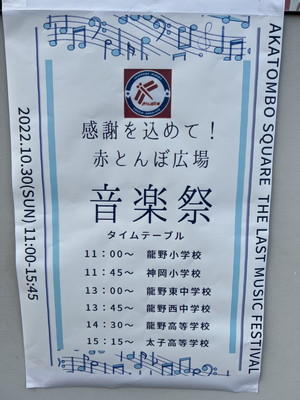 感謝を込めて！
赤とんぼ広場
音楽祭
タイムテーブル
11：00～ 龍野小学校
11：45～ 神岡小学校
13：00～ 龍野東中学校
13：45～ 龍野西中学校
14：30～ 龍野高等学校
15：15～ 太子高等学校
2022.10.30(SUN) 11:00-15:45
AKATOMBO SQUARE THE LAST MUSIC FESTIVAL